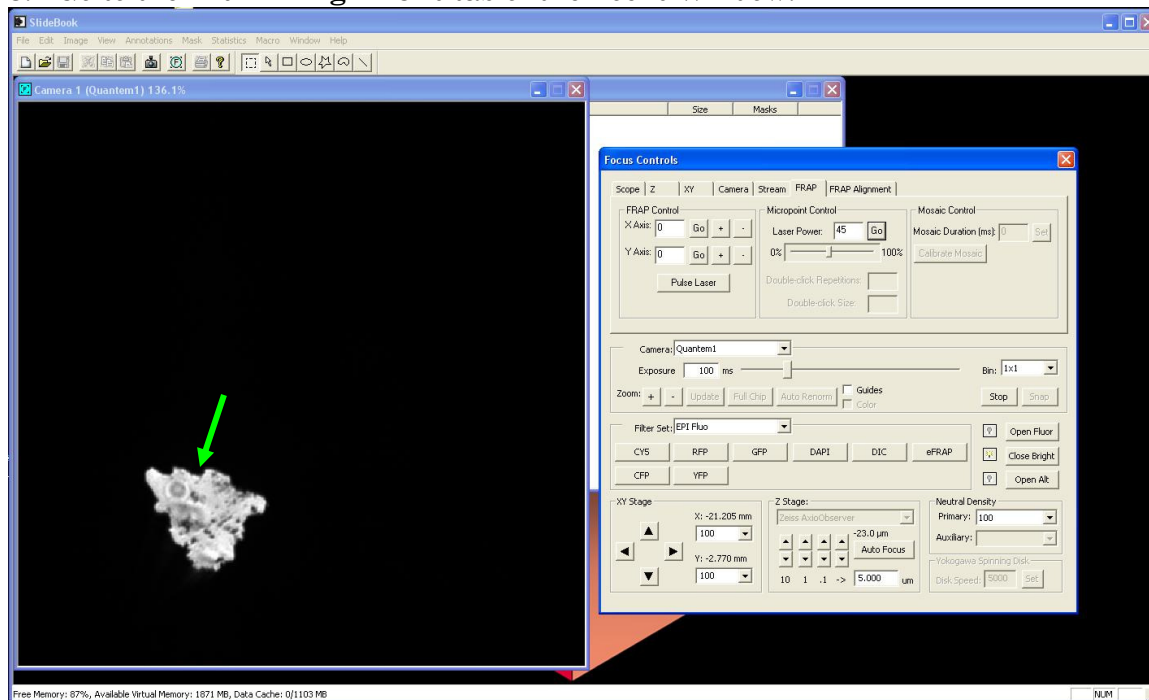 SlideBook
File Edit Image View Annotations Mask Statistics Macro Window Help
Camera 1 (Quantem1) 136.1%
Size Masks
Focus Controls
Scope Z XY Camera Stream FRAP FRAP Alignment
FRAP Control Micropoint Control Mosaic Control
X Axis: 0 Go + - Laser Power: 45 Go Mosaic Duration (ms): 0 Set
Y Axis: 0 Go + - 0% 100% Calibrate Mosaic
Pulse Laser Double-click Repetitions:
Double-click Size:
Camera: Quantem1
Exposure 100 ms Bin: 1x1
Zoom: + - Update Full Chip Auto Renorm Guides Stop Snap
Color
Filter Set: EPI Fluo Open Fluor
CY5 RFP GFP DAPI DIC eFRAP Close Bright
CFP YFP Open Alt
XY Stage Z Stage: Neutral Density
X: -21.205 mm Zeiss AxioObserver Primary: 100
100 -23.0 µm Auxiliary:
Auto Focus
Y: -2.770 mm Yokogawa Spinning Disk
100 10 1 .1 -> 5.000 um Disk Speed: 5000 Set
Free Memory: 87%, Available Virtual Memory: 1871 MB, Data Cache: 0/1103 MB NUM